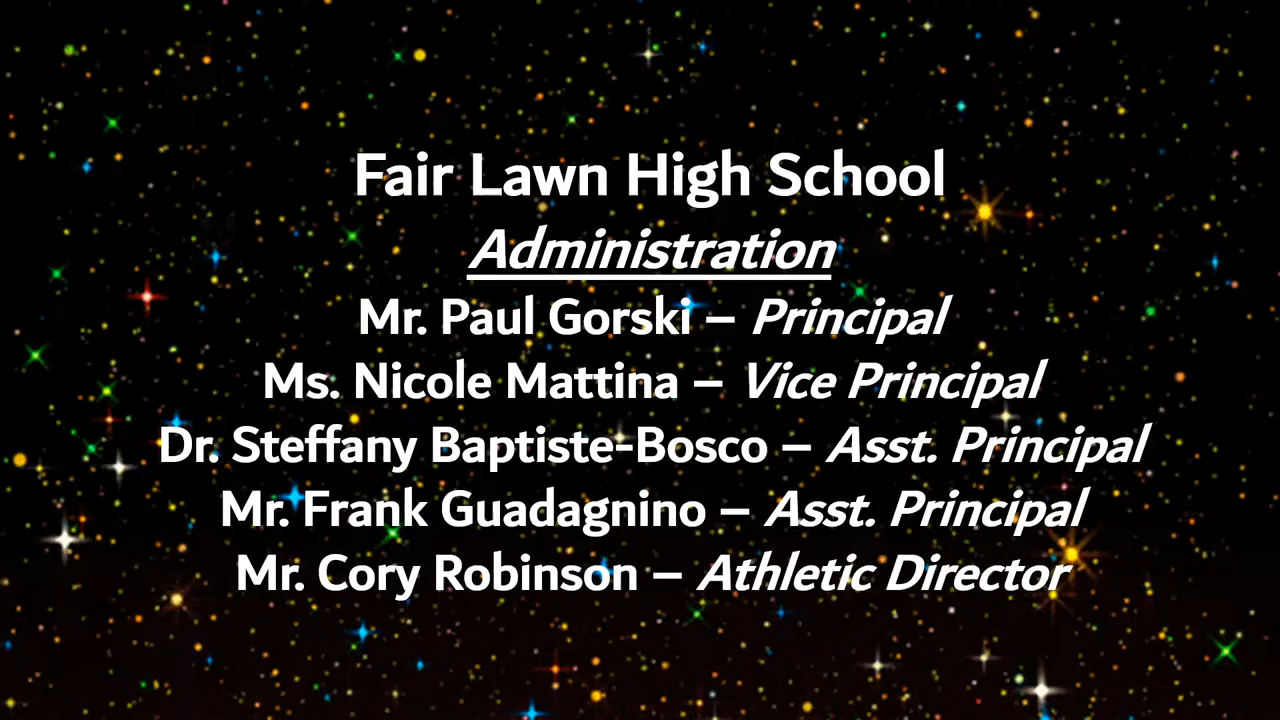 Fair Lawn High School
Administration
Mr. Paul Gorski – Principal
Ms. Nicole Mattina – Vice Principal
Dr. Steffany Baptiste-Bosco – Asst. Principal
Mr. Frank Guadagnino – Asst. Principal
Mr. Cory Robinson – Athletic Director